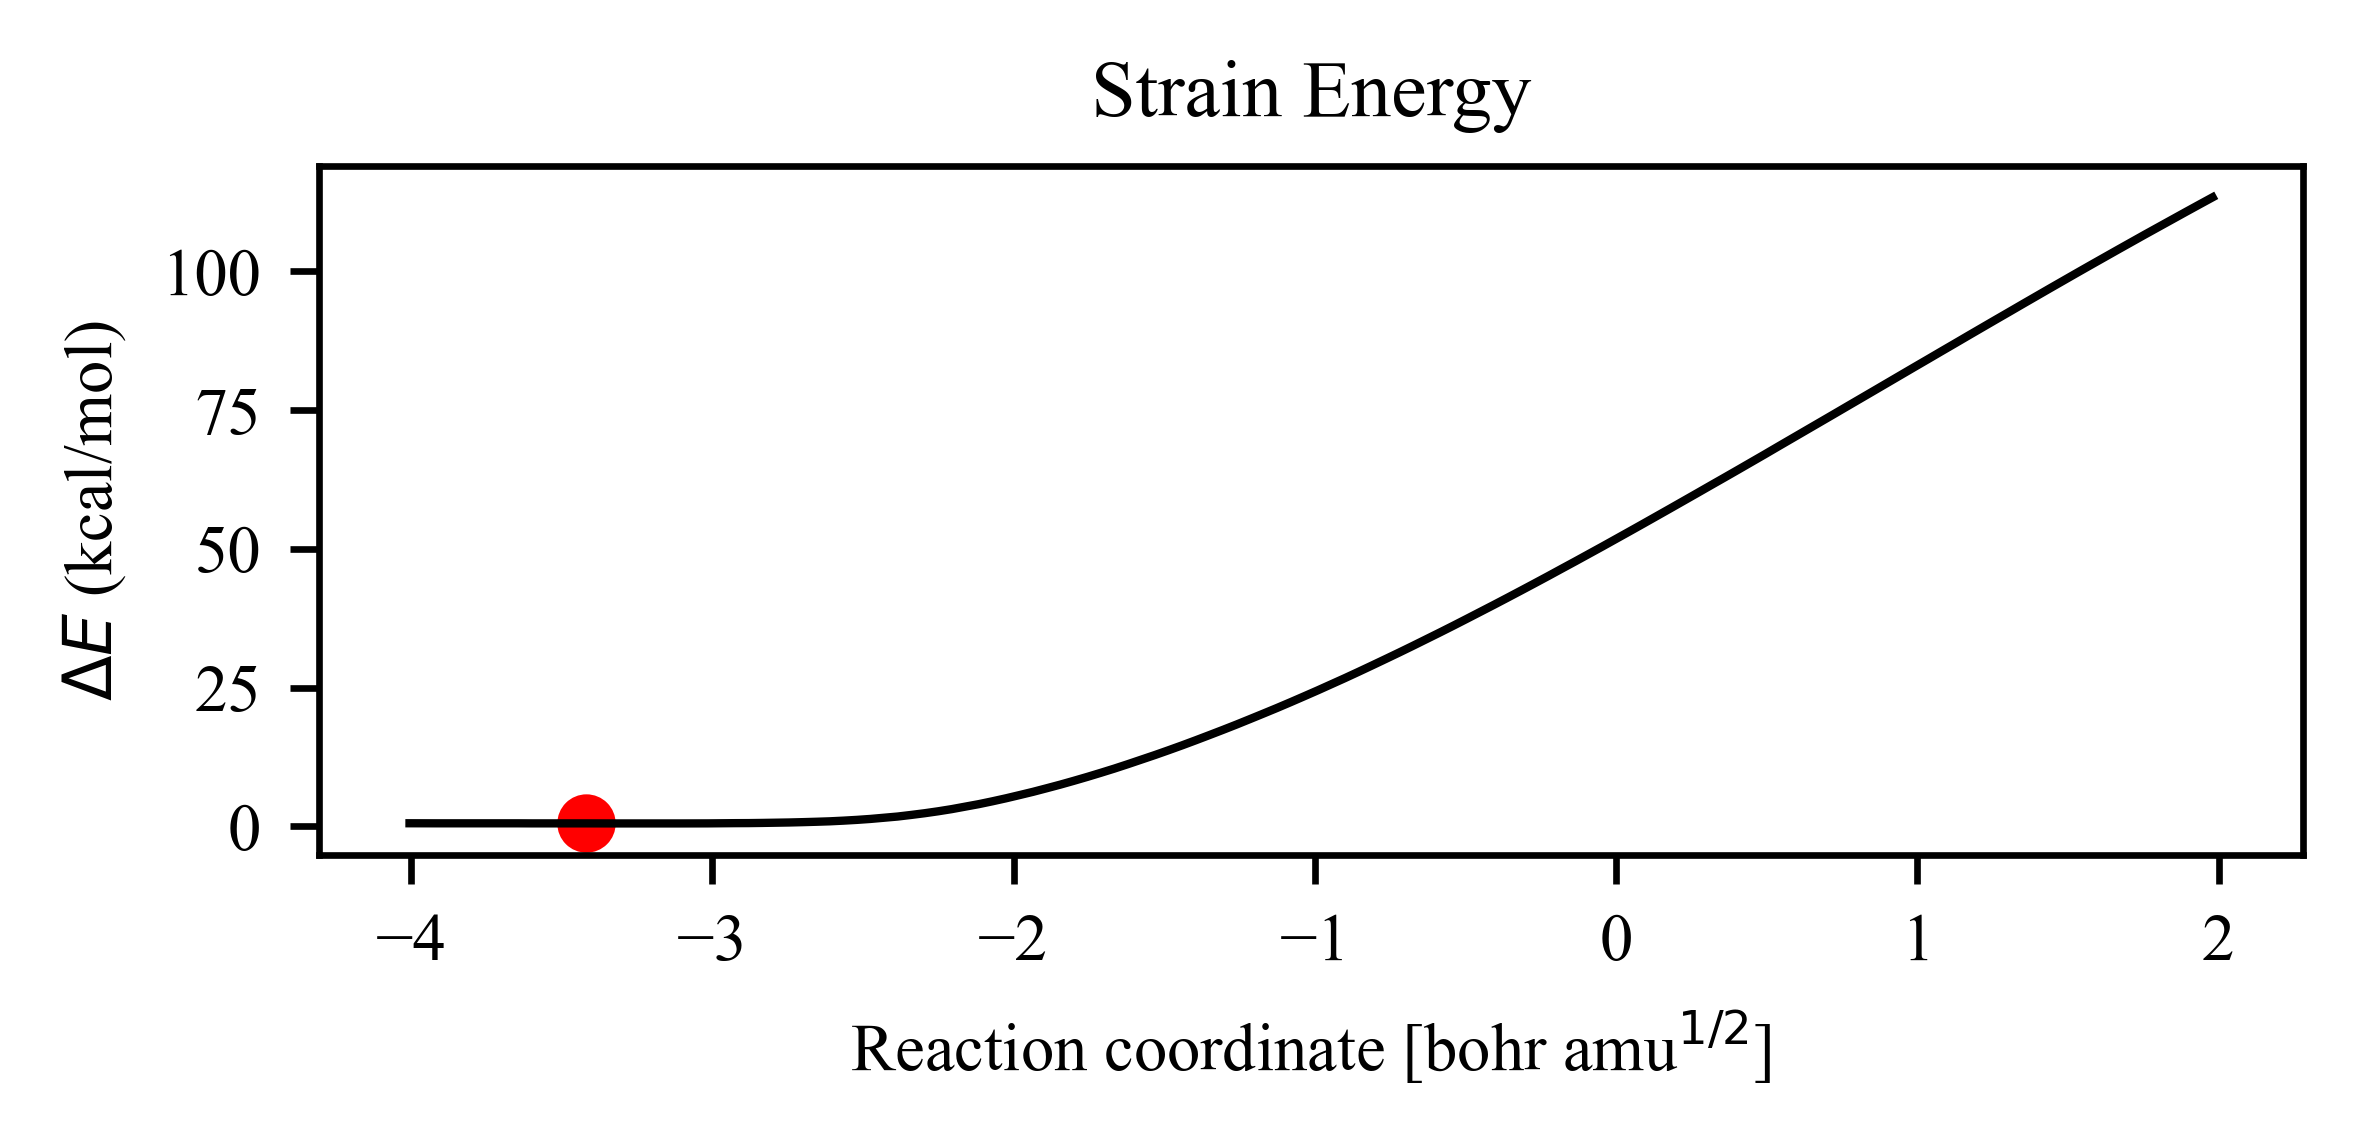 Strain Energy
ΔE (kcal/mol)
100
75
50
25
0
−4 −3 −2 −1 0 1 2
Reaction coordinate [bohr amu^{1/2}]